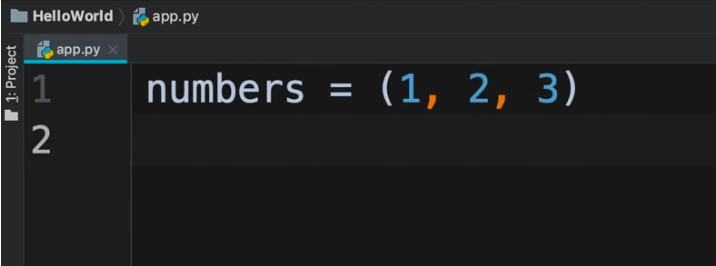 HelloWorld app.py
app.py
1: Project
1 numbers = (1, 2, 3)
2